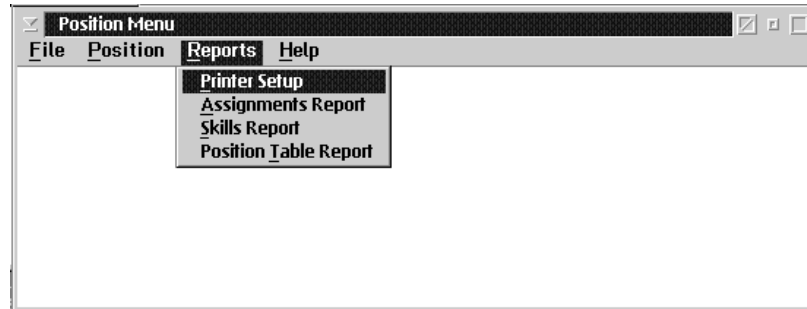 Position Menu
File Position Reports Help
Printer Setup
Assignments Report
Skills Report
Position Table Report